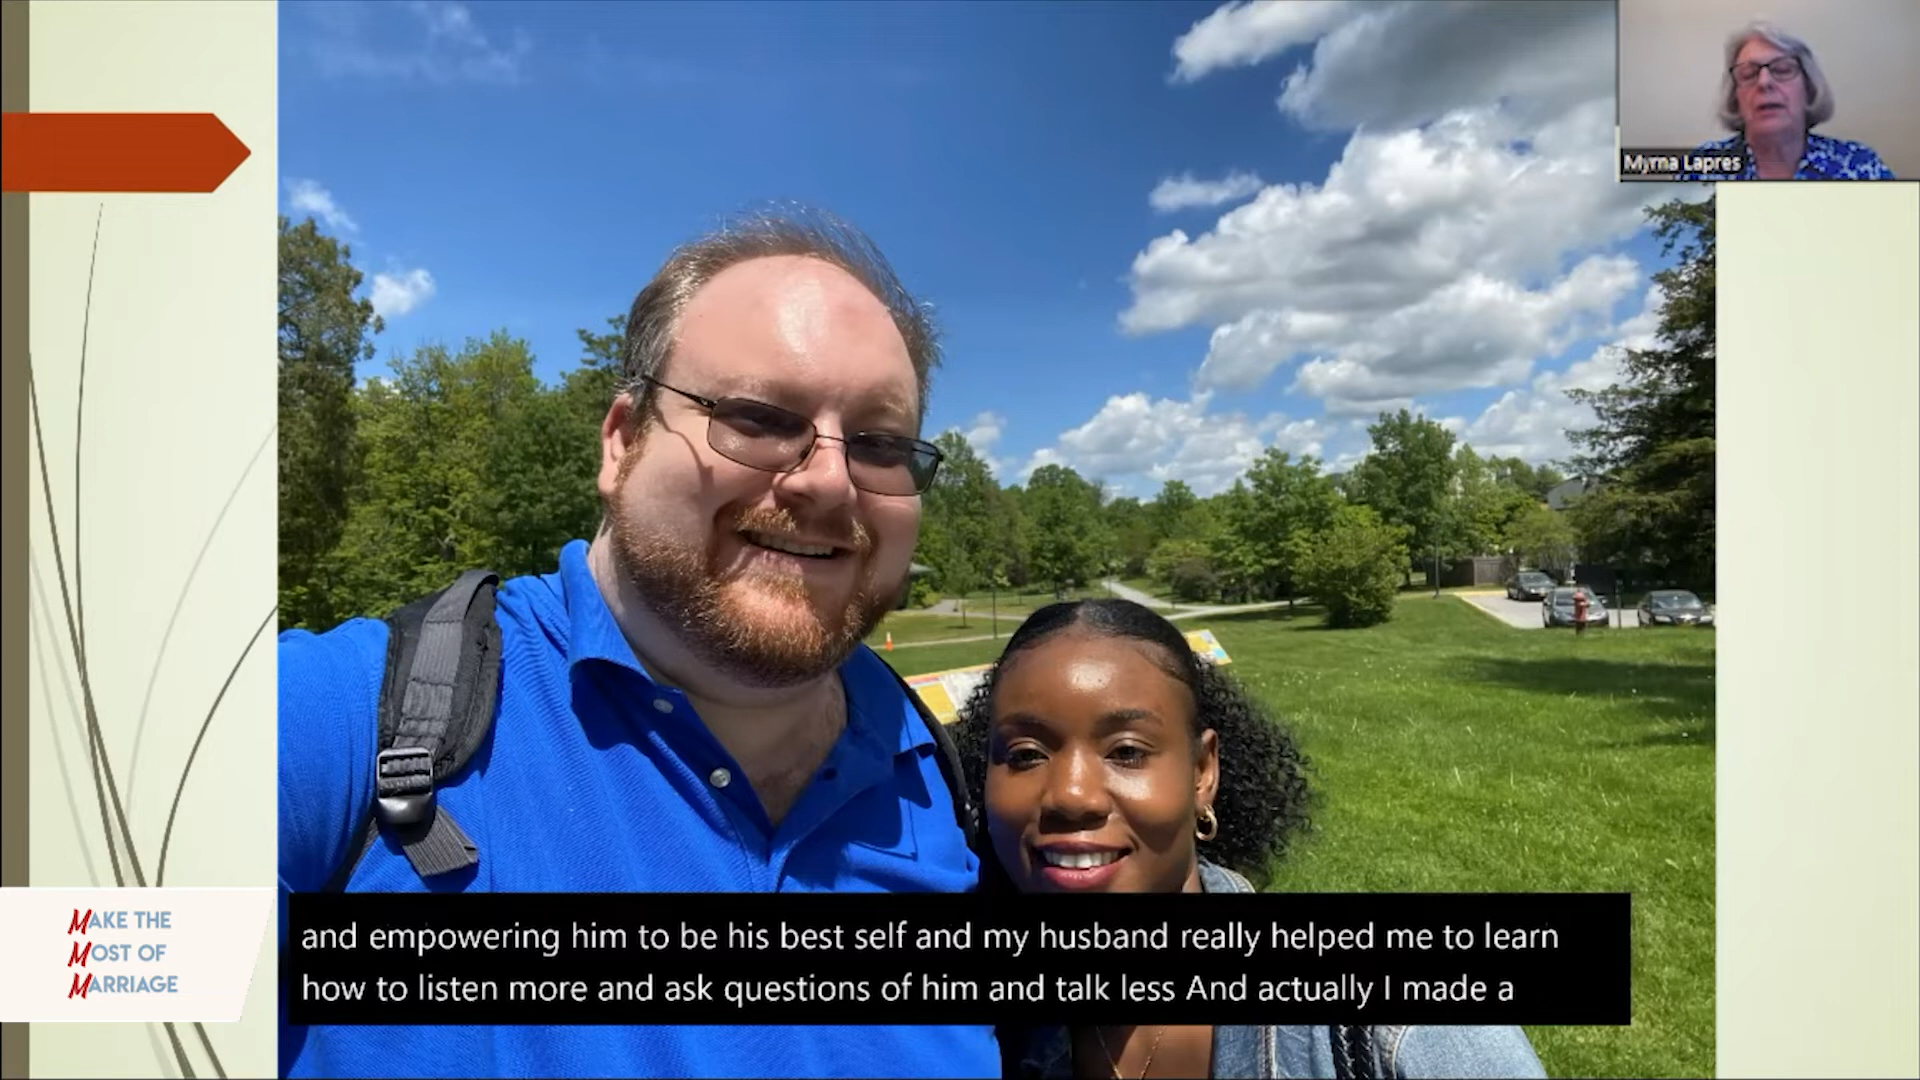 Myrna Lapres
and empowering him to be his best self and my husband really helped me to learn
how to listen more and ask questions of him and talk less And actually I made a
MAKE THE
MOST OF
MARRIAGE